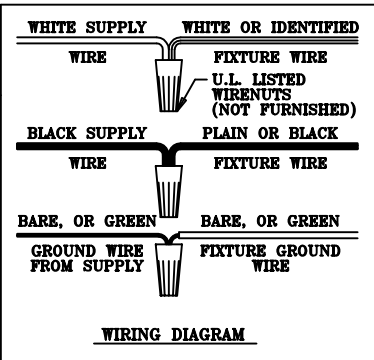 WHITE SUPPLY WIRE
WHITE OR IDENTIFIED FIXTURE WIRE
U.L. LISTED
WIRENUTS
(NOT FURNISHED)
BLACK SUPPLY WIRE
PLAIN OR BLACK FIXTURE WIRE
BARE, OR GREEN
GROUND WIRE
FROM SUPPLY
BARE, OR GREEN
FIXTURE GROUND
WIRE
WIRING DIAGRAM